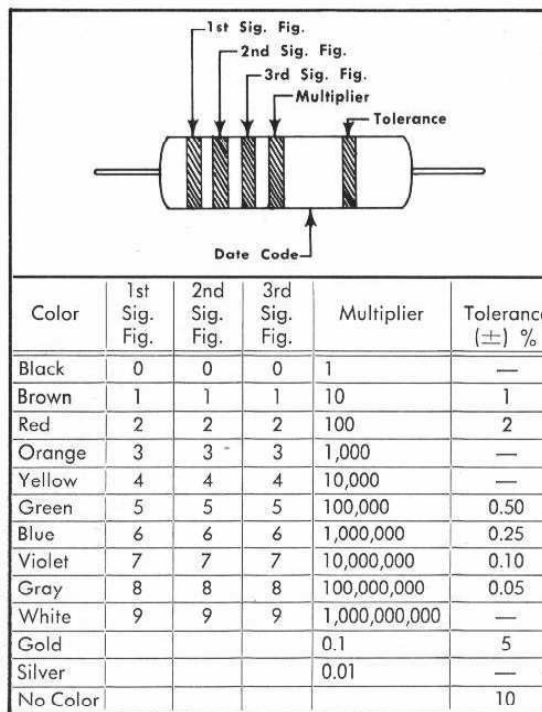 1st Sig. Fig.
2nd Sig. Fig.
3rd Sig. Fig.
Multiplier
Tolerance
Date Code
Color 1st Sig. Fig. 2nd Sig. Fig. 3rd Sig. Fig. Multiplier Tolerance (±) %
Black 0 0 0 1 —
Brown 1 1 1 10 1
Red 2 2 2 100 2
Orange 3 3 3 1,000 —
Yellow 4 4 4 10,000 —
Green 5 5 5 100,000 0.50
Blue 6 6 6 1,000,000 0.25
Violet 7 7 7 10,000,000 0.10
Gray 8 8 8 100,000,000 0.05
White 9 9 9 1,000,000,000 —
Gold 0.1 5
Silver 0.01 —
No Color 10